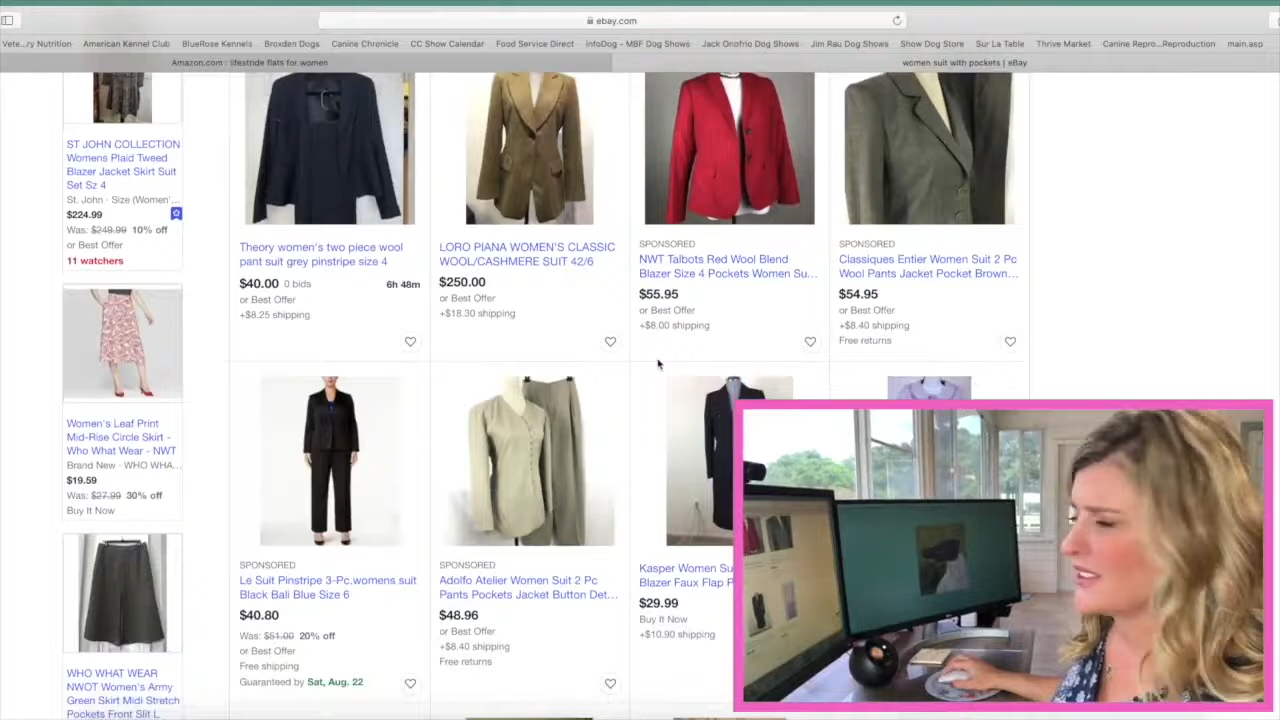 ebay.com
Vete...ry Nutrition American Kennel Club BlueRose Kennels Broxden Dogs Canine Chronicle CC Show Calendar Food Service Direct InfoDog - MBF Dog Shows Jack Onofrio Dog Shows Jim Rau Dog Shows Show Dog Store Sur La Table Thrive Market Canine Repro...Reproduction main.asp
Amazon.com : lifestride flats for women
women suit with pockets | eBay
ST JOHN COLLECTION
Womens Plaid Tweed
Blazer Jacket Skirt Suit
Set Sz 4
St. John · Size (Women'...
$224.99
Was: $249.99 10% off
or Best Offer
11 watchers
Women's Leaf Print
Mid-Rise Circle Skirt -
Who What Wear - NWT
Brand New · WHO WHA...
$19.59
Was: $27.99 30% off
Buy It Now
WHO WHAT WEAR
NWOT Women's Army
Green Skirt Midi Stretch
Pockets Front Slit L
Theory women's two piece wool
pant suit grey pinstripe size 4
$40.00 0 bids 6h 48m
or Best Offer
+$8.25 shipping
LORO PIANA WOMEN'S CLASSIC
WOOL/CASHMERE SUIT 42/6
$250.00
or Best Offer
+$18.30 shipping
SPONSORED
NWT Talbots Red Wool Blend
Blazer Size 4 Pockets Women Su...
$55.95
or Best Offer
+$8.00 shipping
SPONSORED
Classiques Entier Women Suit 2 Pc
Wool Pants Jacket Pocket Brown...
$54.95
or Best Offer
+$8.40 shipping
Free returns
SPONSORED
Le Suit Pinstripe 3-Pc.womens suit
Black Bali Blue Size 6
$40.80
Was: $51.00 20% off
or Best Offer
Free shipping
Guaranteed by Sat, Aug. 22
SPONSORED
Adolfo Atelier Women Suit 2 Pc
Pants Pockets Jacket Button Det...
$48.96
or Best Offer
+$8.40 shipping
Free returns
Kasper Women Su
Blazer Faux Flap P
$29.99
Buy It Now
+$10.90 shipping